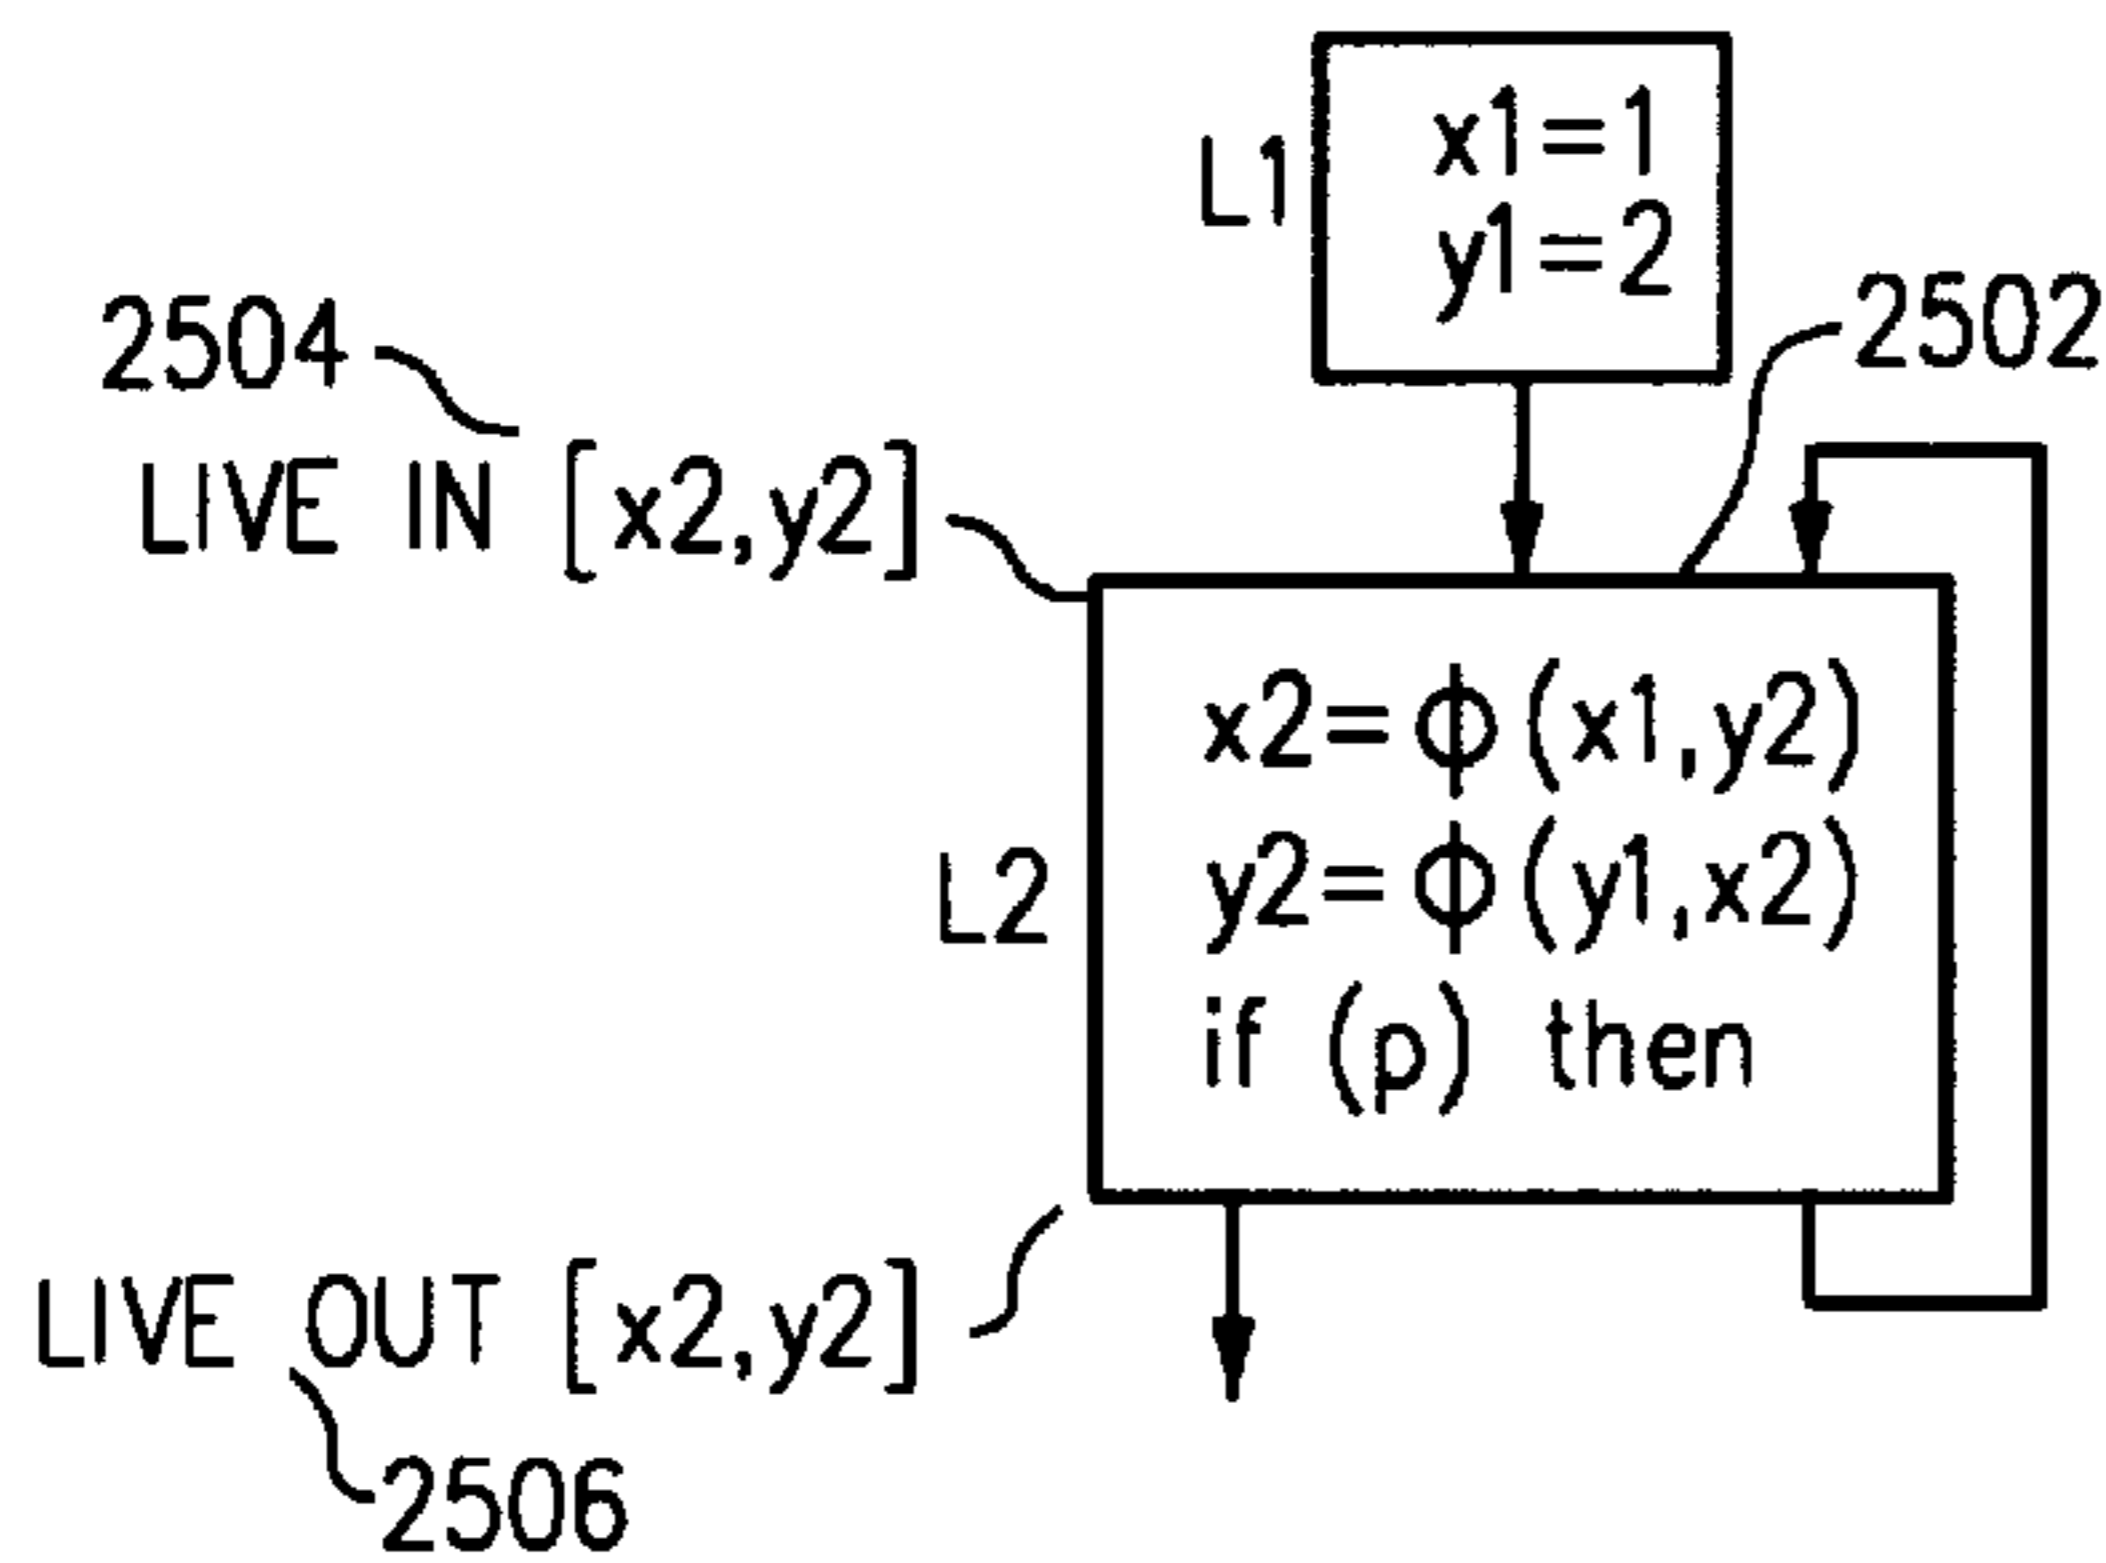 x1=1
L1
y1=2
2502
2504
LIVE IN [x2,y2]
x2=ϕ(x1,y2)
L2
y2=ϕ(y1,x2)
if (p) then
LIVE OUT [x2,y2]
2506